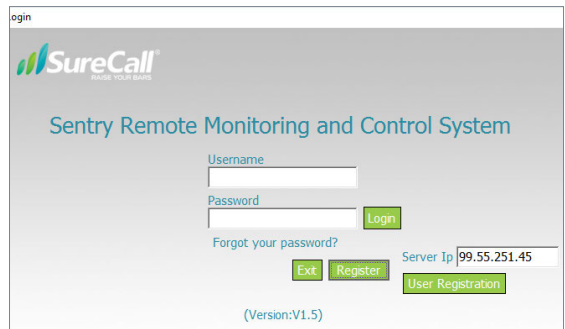 ogin
SureCall
RAISE YOUR BARS
Sentry Remote Monitoring and Control System
Username
Password
Login
Forgot your password?
Server Ip 99.55.251.45
Exit Register
User Registration
(Version:V1.5)